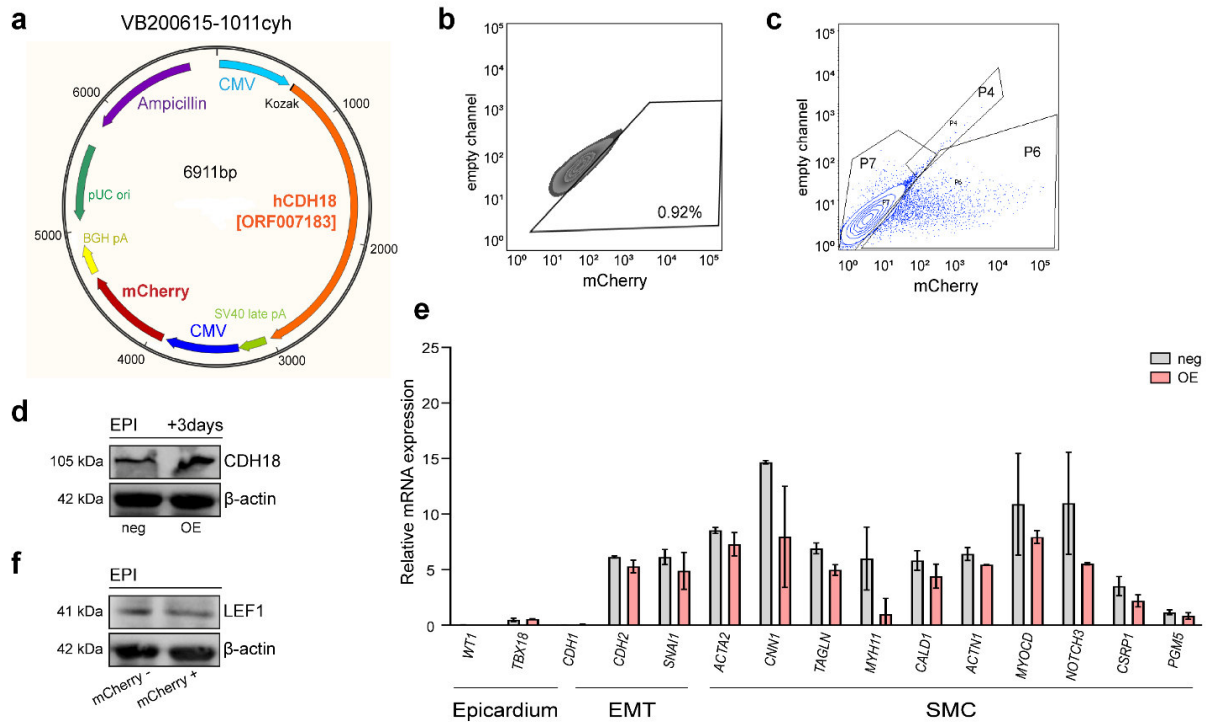 a
VB200615-1011cyh
CMV
Kozak
1000
hCDH18
[ORF007183]
2000
SV40 late pA
3000
CMV
4000
mCherry
BGH pA
5000
pUC ori
Ampicillin
6000
6911bp
b
empty channel
10⁵
10⁴
10³
10²
10¹
10⁰
0.92%
10⁰ 10¹ 10² 10³ 10⁴ 10⁵
mCherry
c
empty channel
10⁵
10⁴
10³
10²
10¹
10⁰
P4
P4
P7
P7
P6
P6
10⁰ 10¹ 10² 10³ 10⁴ 10⁵
mCherry
d
EPI +3days
105 kDa CDH18
42 kDa β-actin
neg OE
e
Relative mRNA expression
25
20
15
10
5
0
neg
OE
WT1 TBX18 CDH1 CDH2 SNAI1 ACTA2 CNN1 TAGLN MYH11 CALD1 ACTN1 MYOCD NOTCH3 CSRP1 PGM5
Epicardium EMT SMC
f
EPI
41 kDa LEF1
42 kDa β-actin
mCherry - mCherry +